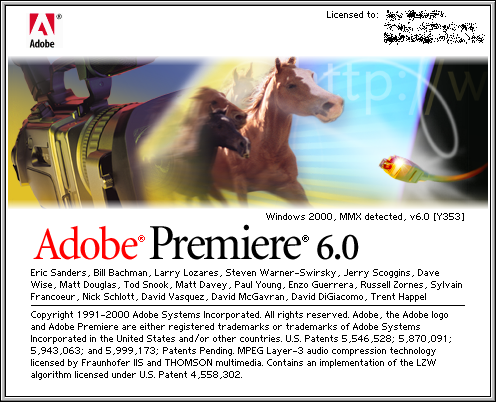 Licensed to:
Adobe
http://w
Windows 2000, MMX detected, v6.0 [Y353]
Adobe® Premiere® 6.0
Eric Sanders, Bill Bachman, Larry Lozares, Steven Warner-Swirsky, Jerry Scoggins, Dave
Wise, Matt Douglas, Tod Snook, Matt Davey, Paul Young, Enzo Guerrera, Russell Zornes, Sylvain
Francoeur, Nick Schlott, David Vasquez, David McGavran, David DiGiacomo, Trent Happel
Copyright 1991-2000 Adobe Systems Incorporated. All rights reserved. Adobe, the Adobe logo
and Adobe Premiere are either registered trademarks or trademarks of Adobe Systems
Incorporated in the United States and/or other countries. U.S. Patents 5,546,528; 5,870,091;
5,943,063; and 5,999,173; Patents Pending. MPEG Layer-3 audio compression technology
licensed by Fraunhofer IIS and THOMSON multimedia. Contains an implementation of the LZW
algorithm licensed under U.S. Patent 4,558,302.